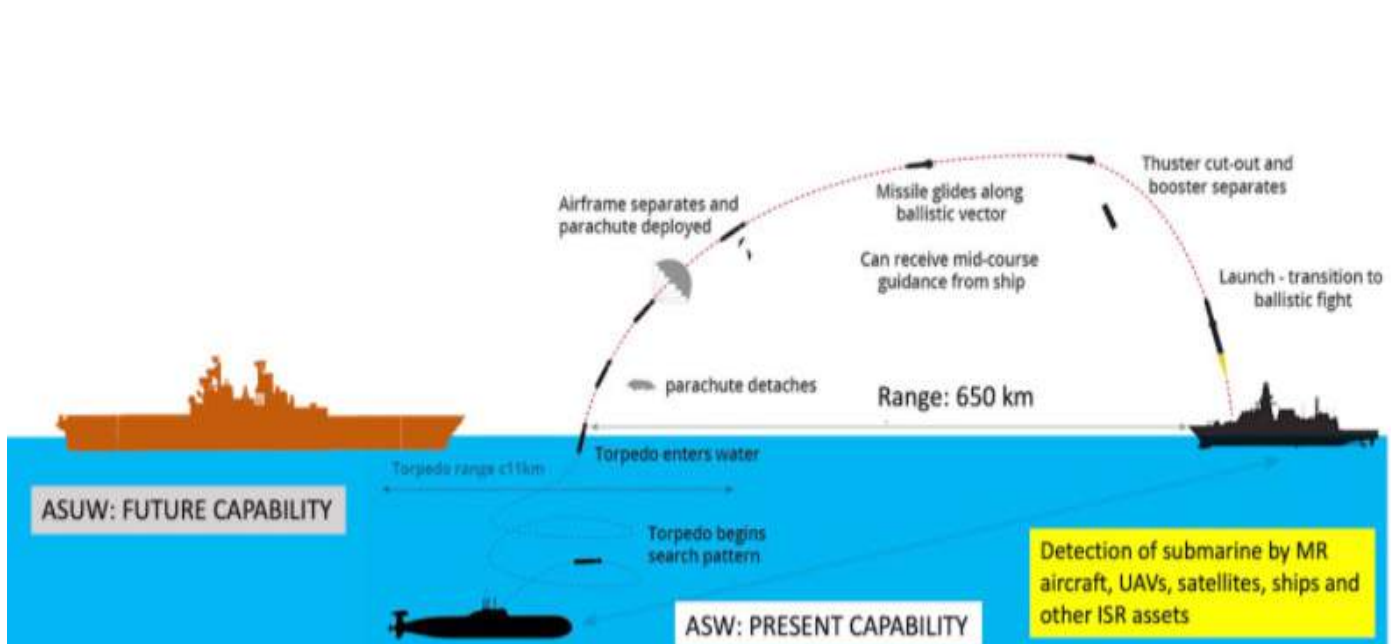 Thuster cut-out and
booster separates
Missile glides along
ballistic vector
Airframe separates and
parachute deployed
Can receive mid-course
guidance from ship
Launch - transition to
ballistic fight
parachute detaches
Range: 650 km
Torpedo enters water
Torpedo range c11km
ASUW: FUTURE CAPABILITY
Torpedo begins
search pattern
Detection of submarine by MR
aircraft, UAVs, satellites, ships and
other ISR assets
ASW: PRESENT CAPABILITY